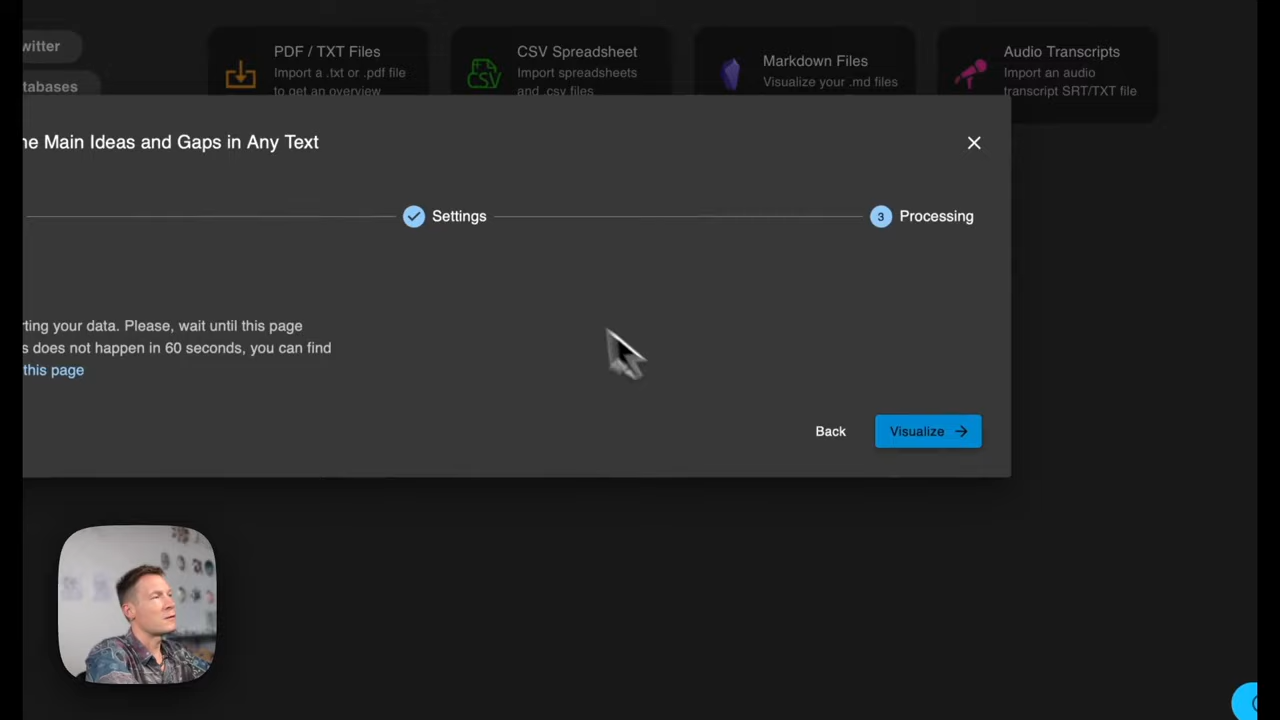 witter
tabases
PDF / TXT Files
Import a .txt or .pdf file
to get an overview
CSV Spreadsheet
Import spreadsheets
and .csv files
CSV
Markdown Files
Visualize your .md files
Audio Transcripts
Import an audio
transcript SRT/TXT file
ne Main Ideas and Gaps in Any Text
Settings
3 Processing
rting your data. Please, wait until this page
s does not happen in 60 seconds, you can find
this page
Back
Visualize